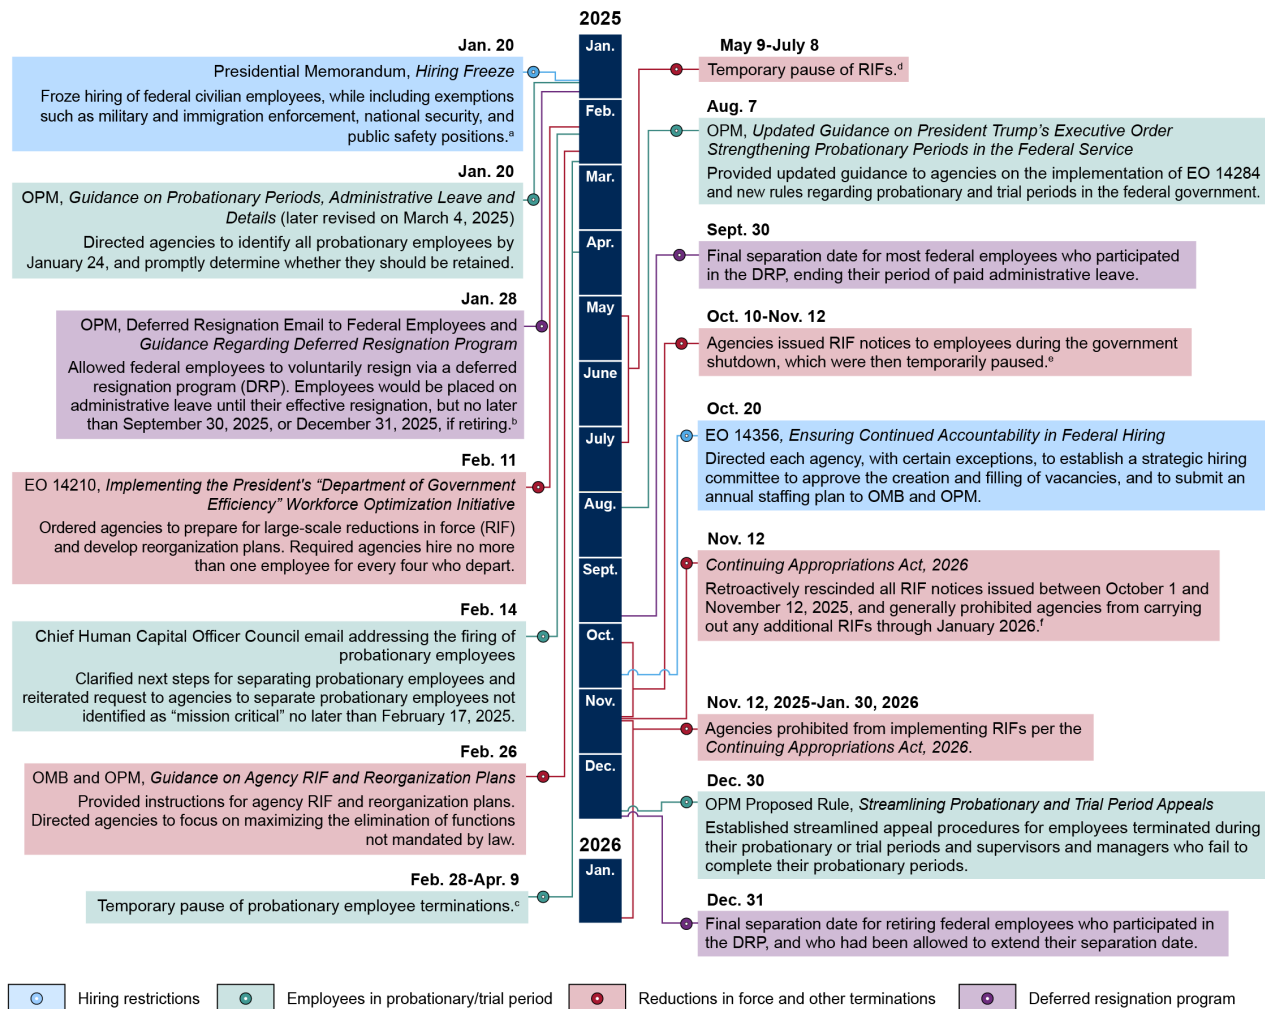 2025
Jan.
Feb.
Mar.
Apr.
May
June
July
Aug.
Sept.
Oct.
Nov.
Dec.
2026
Jan.
Jan. 20
Presidential Memorandum, Hiring Freeze
Froze hiring of federal civilian employees, while including exemptions
such as military and immigration enforcement, national security, and
public safety positions.ᵃ
Jan. 20
OPM, Guidance on Probationary Periods, Administrative Leave and
Details (later revised on March 4, 2025)
Directed agencies to identify all probationary employees by
January 24, and promptly determine whether they should be retained.
Jan. 28
OPM, Deferred Resignation Email to Federal Employees and
Guidance Regarding Deferred Resignation Program
Allowed federal employees to voluntarily resign via a deferred
resignation program (DRP). Employees would be placed on
administrative leave until their effective resignation, but no later
than September 30, 2025, or December 31, 2025, if retiring.ᵇ
Feb. 11
EO 14210, Implementing the President's “Department of Government
Efficiency” Workforce Optimization Initiative
Ordered agencies to prepare for large-scale reductions in force (RIF)
and develop reorganization plans. Required agencies hire no more
than one employee for every four who depart.
Feb. 14
Chief Human Capital Officer Council email addressing the firing of
probationary employees
Clarified next steps for separating probationary employees and
reiterated request to agencies to separate probationary employees not
identified as “mission critical” no later than February 17, 2025.
Feb. 26
OMB and OPM, Guidance on Agency RIF and Reorganization Plans
Provided instructions for agency RIF and reorganization plans.
Directed agencies to focus on maximizing the elimination of functions
not mandated by law.
Feb. 28-Apr. 9
Temporary pause of probationary employee terminations.ᶜ
May 9-July 8
Temporary pause of RIFs.ᵈ
Aug. 7
OPM, Updated Guidance on President Trump’s Executive Order
Strengthening Probationary Periods in the Federal Service
Provided updated guidance to agencies on the implementation of EO 14284
and new rules regarding probationary and trial periods in the federal government.
Sept. 30
Final separation date for most federal employees who participated
in the DRP, ending their period of paid administrative leave.
Oct. 10-Nov. 12
Agencies issued RIF notices to employees during the government
shutdown, which were then temporarily paused.ᵉ
Oct. 20
EO 14356, Ensuring Continued Accountability in Federal Hiring
Directed each agency, with certain exceptions, to establish a strategic hiring
committee to approve the creation and filling of vacancies, and to submit an
annual staffing plan to OMB and OPM.
Nov. 12
Continuing Appropriations Act, 2026
Retroactively rescinded all RIF notices issued between October 1 and
November 12, 2025, and generally prohibited agencies from carrying
out any additional RIFs through January 2026.ᶠ
Nov. 12, 2025-Jan. 30, 2026
Agencies prohibited from implementing RIFs per the
Continuing Appropriations Act, 2026.
Dec. 30
OPM Proposed Rule, Streamlining Probationary and Trial Period Appeals
Established streamlined appeal procedures for employees terminated during
their probationary or trial periods and supervisors and managers who fail to
complete their probationary periods.
Dec. 31
Final separation date for retiring federal employees who participated in
the DRP, and who had been allowed to extend their separation date.
Hiring restrictions
Employees in probationary/trial period
Reductions in force and other terminations
Deferred resignation program